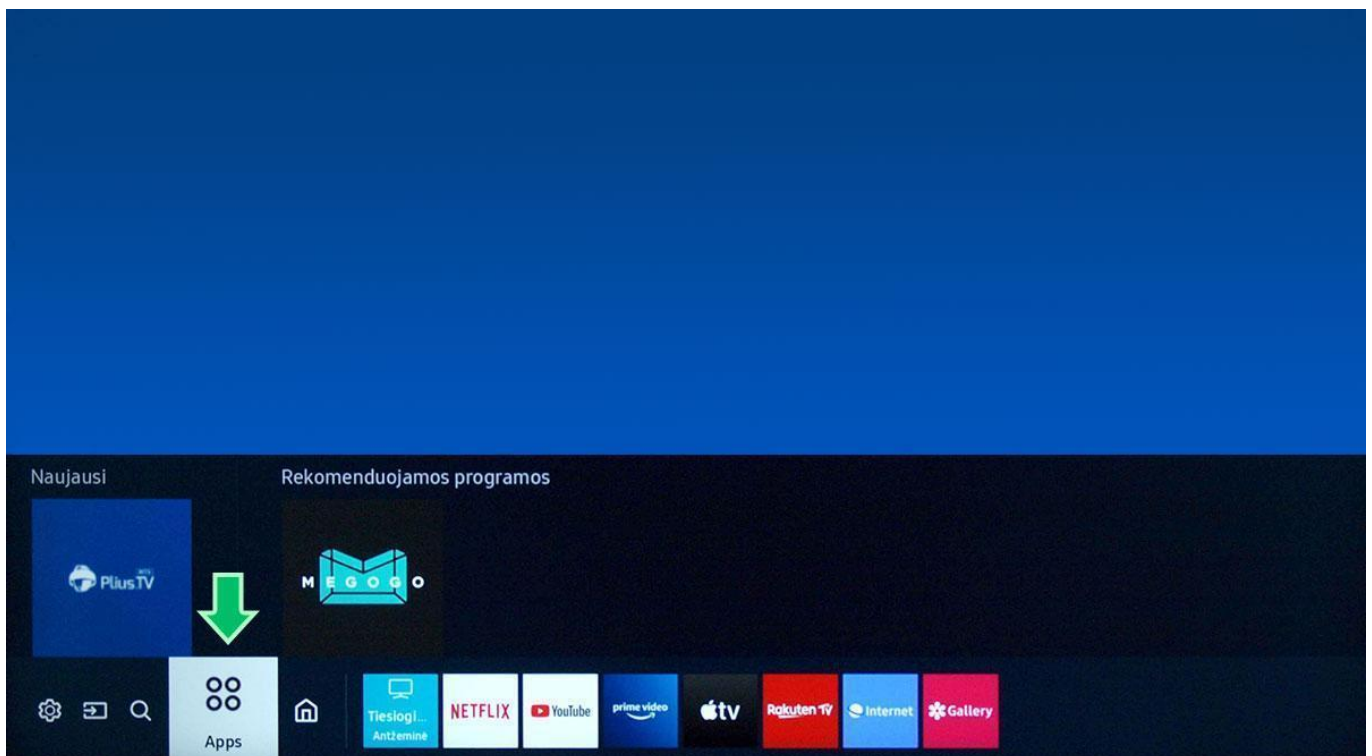 Naujausi
Rekomenduojamos programos
Plius TV
MEGOGO
Apps
Tiesiogi...
Antžeminė
NETFLIX
YouTube
prime video
tv
Rakuten TV
Internet
Gallery